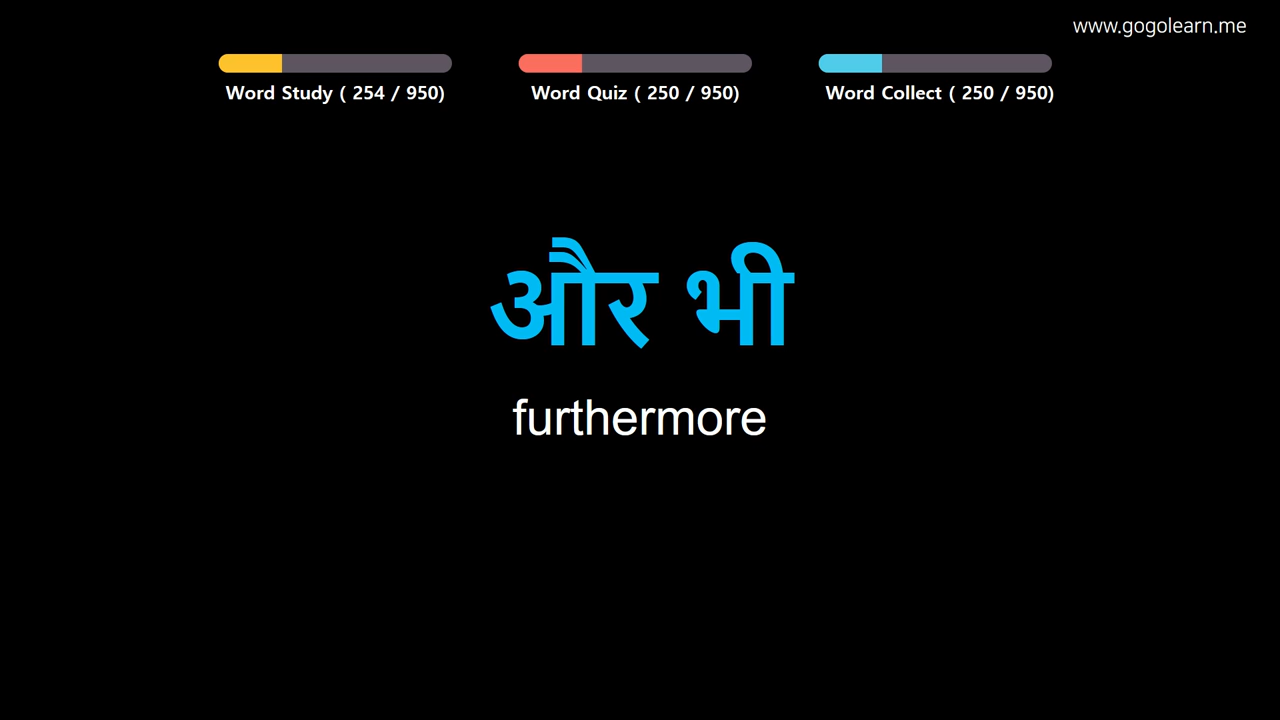 www.gogolearn.me
Word Study ( 254 / 950)
Word Quiz ( 250 / 950)
Word Collect ( 250 / 950)
और भी
furthermore